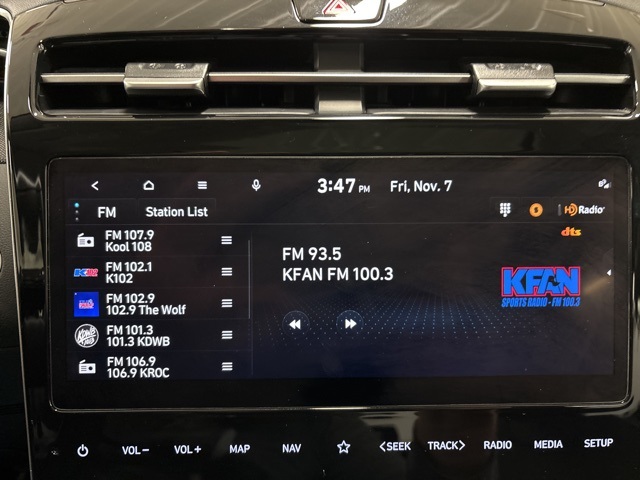 3:47 PM Fri, Nov. 7
FM Station List
HD Radio
dts
FM 107.9
Kool 108
FM 102.1
K102
FM 102.9
102.9 The Wolf
FM 101.3
101.3 KDWB
FM 106.9
106.9 KROC
FM 93.5
KFAN FM 100.3
KFAN
SPORTS RADIO - FM 100.3
VOL− VOL+ MAP NAV <SEEK TRACK> RADIO MEDIA SETUP